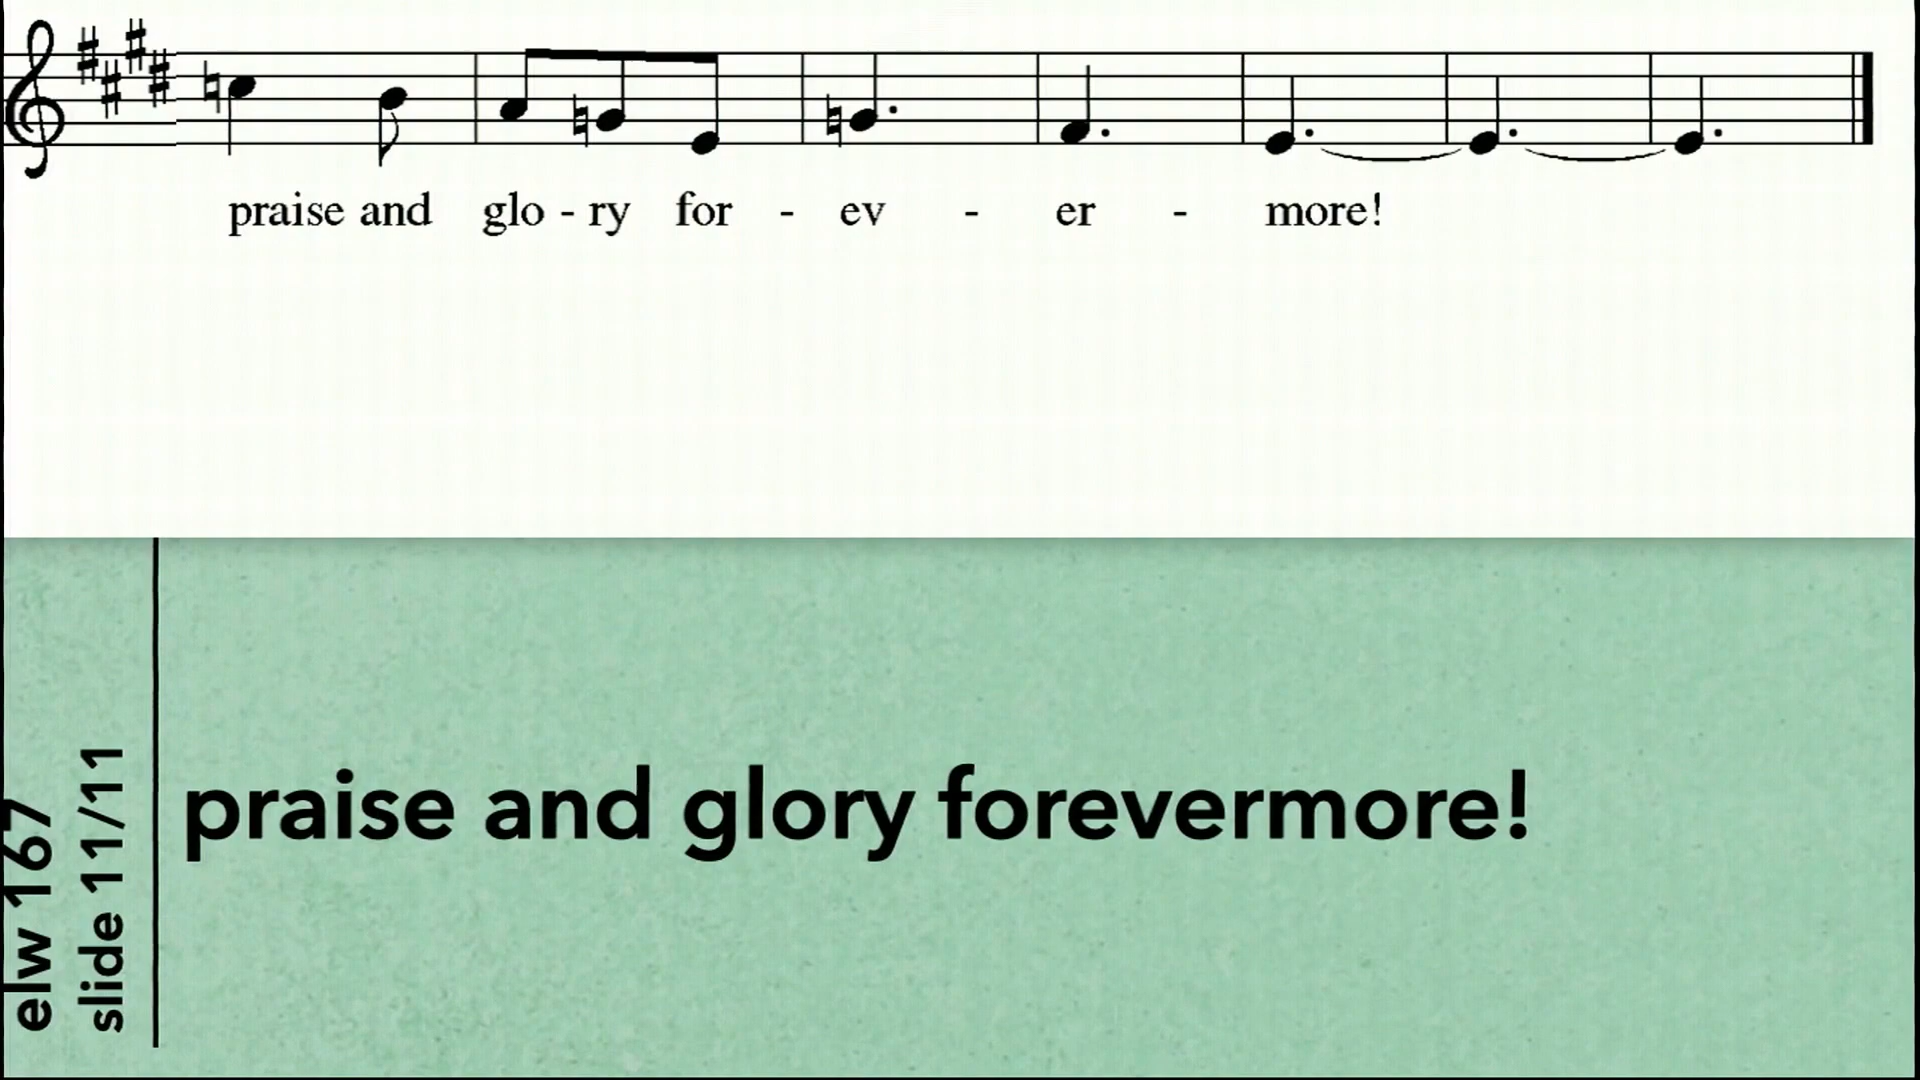 praise and glo - ry for - ev - er - more!
elw 167
slide 11/11
praise and glory forevermore!